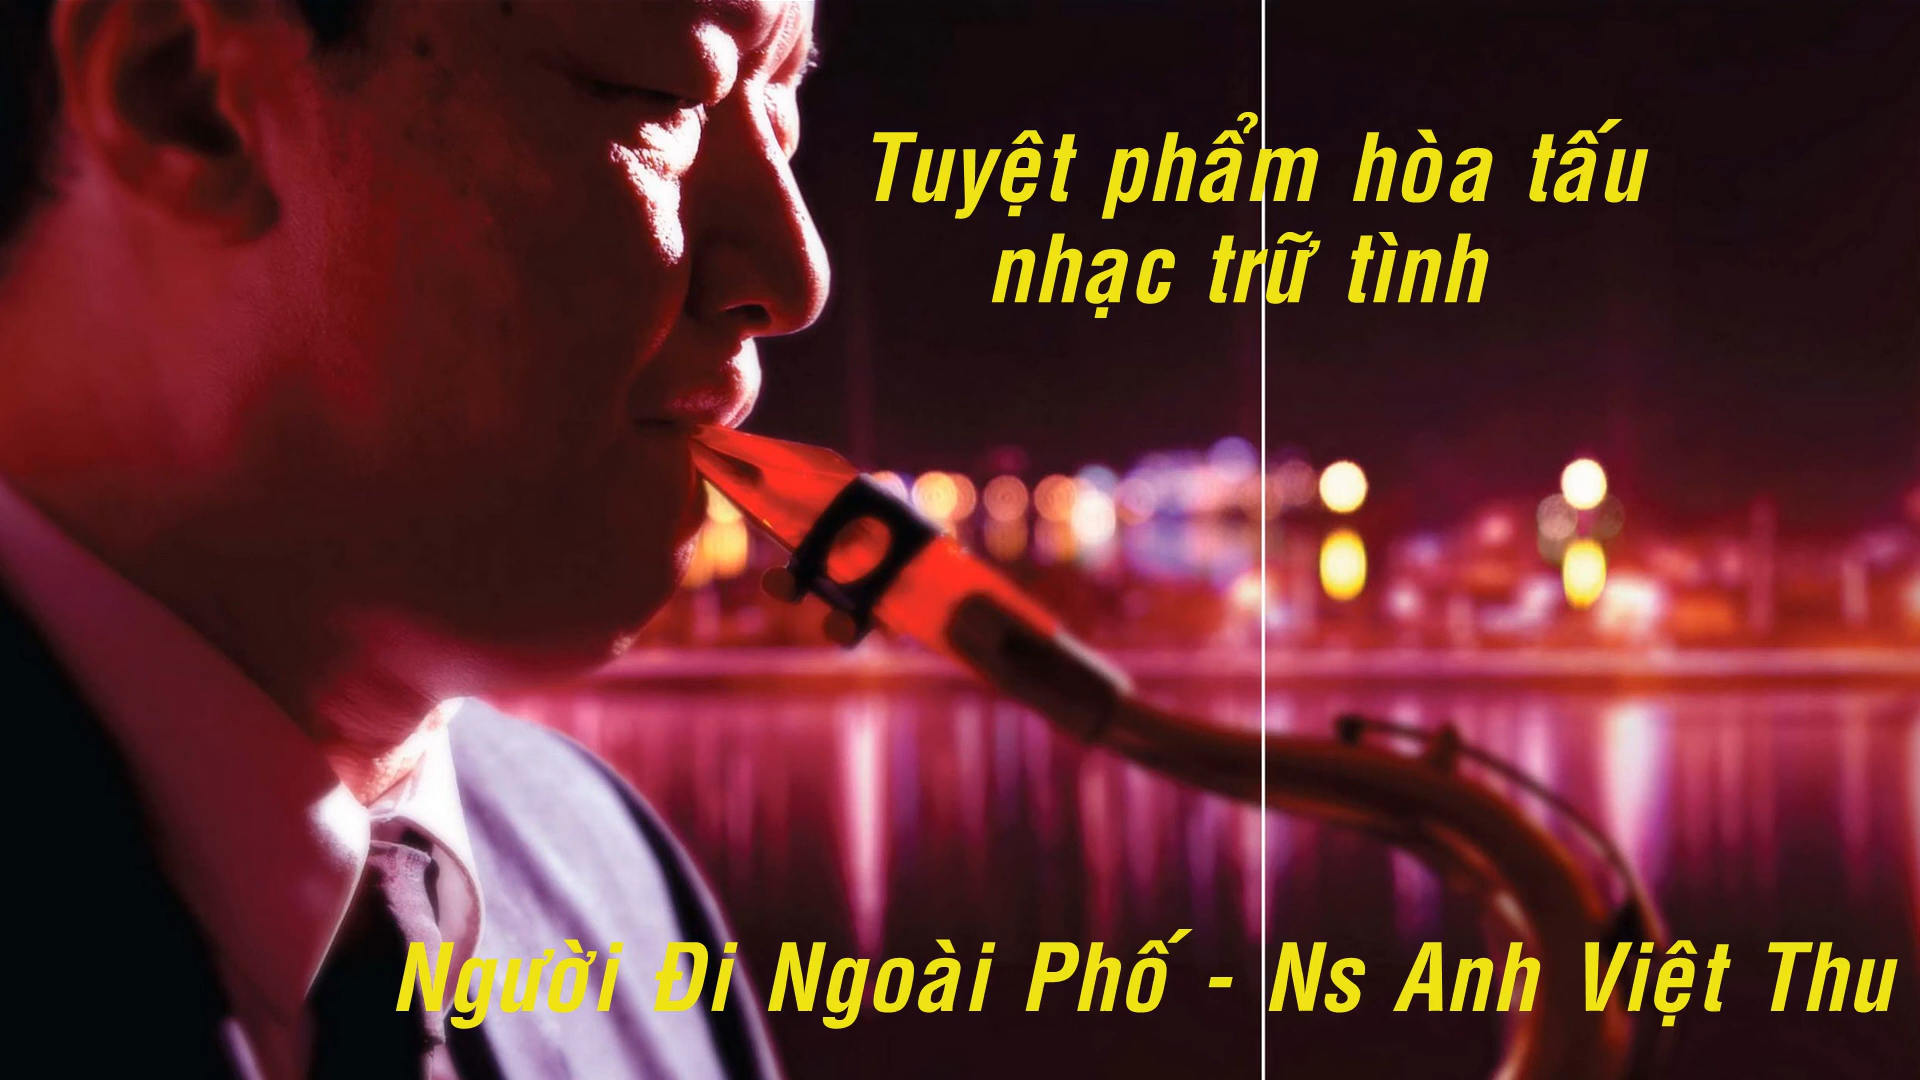 Tuyệt phẩm hòa tấu
nhạc trữ tình
Người Đi Ngoài Phố - Ns Anh Việt Thu